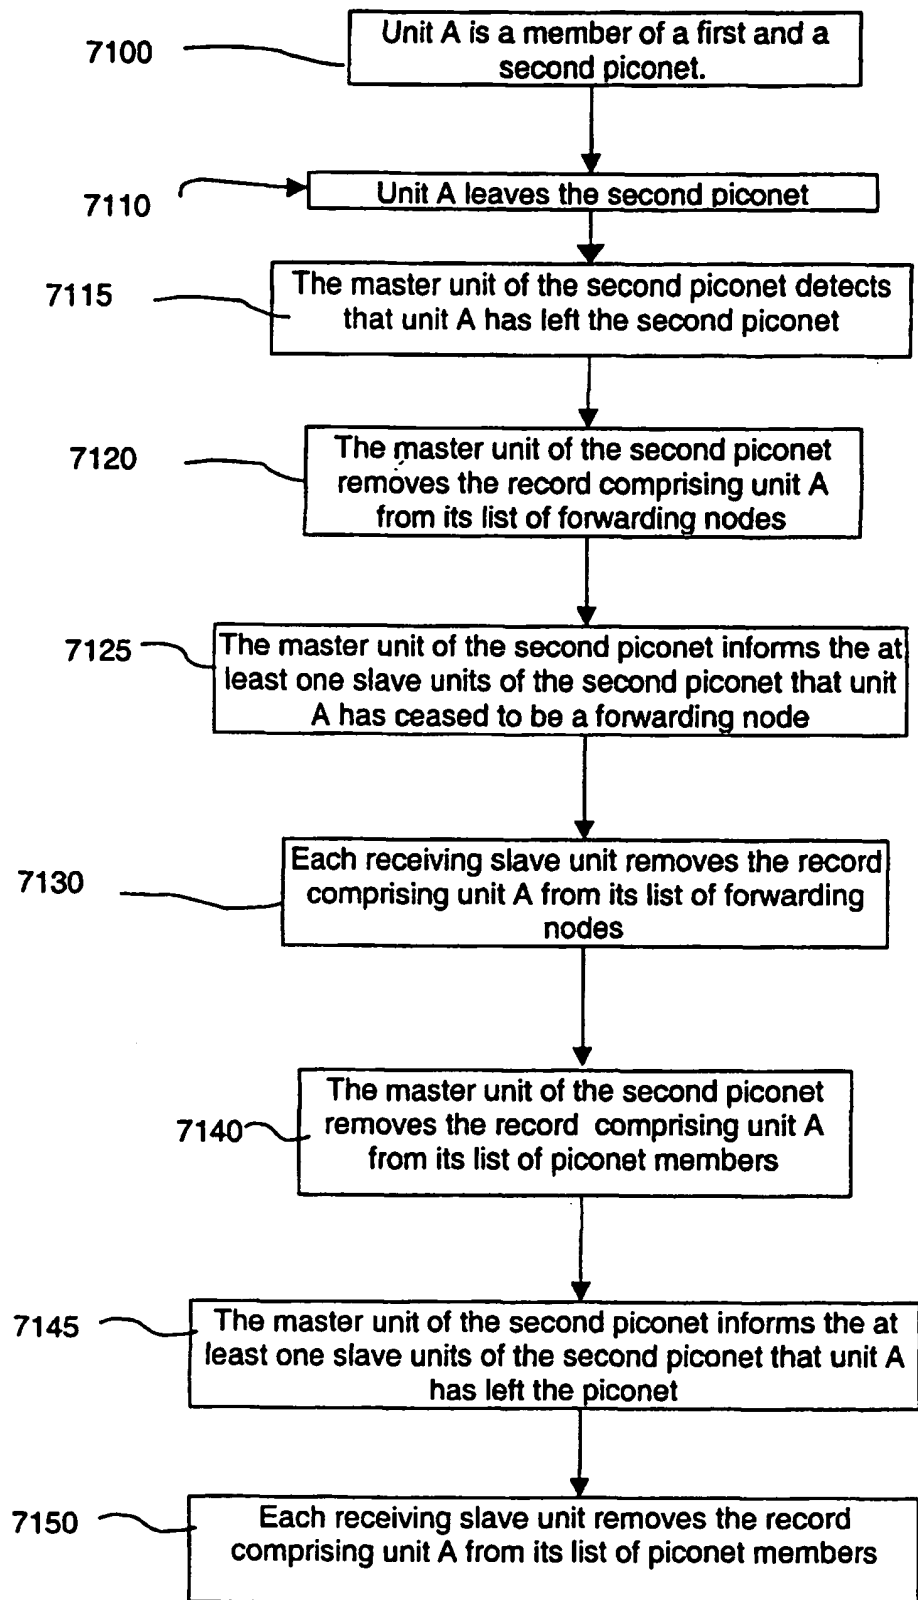 7100
Unit A is a member of a first and a
second piconet.
7110
Unit A leaves the second piconet
7115
The master unit of the second piconet detects
that unit A has left the second piconet
7120
The master unit of the second piconet
removes the record comprising unit A
from its list of forwarding nodes
7125
The master unit of the second piconet informs the at
least one slave units of the second piconet that unit
A has ceased to be a forwarding node
7130
Each receiving slave unit removes the record
comprising unit A from its list of forwarding
nodes
7140
The master unit of the second piconet
removes the record comprising unit A
from its list of piconet members
7145
The master unit of the second piconet informs the at
least one slave units of the second piconet that unit A
has left the piconet
7150
Each receiving slave unit removes the record
comprising unit A from its list of piconet members